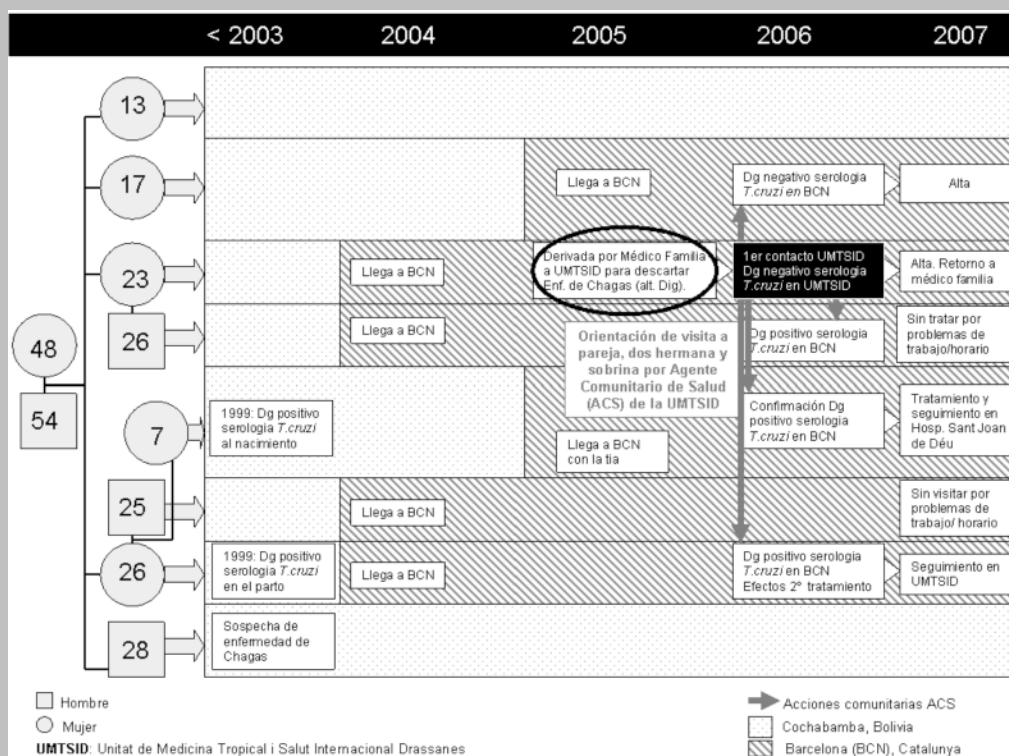 < 2003 2004 2005 2006 2007
13
17
Llega a BCN
Dg negativo serologia
T.cruzi en BCN
Alta
23
Llega a BCN
Derivada por Médico Familia
a UMTSID para descartar
Enf. de Chagas (alt. Dig).
1er contacto UMTSID
Dg negativo serologia
T.cruzi en UMTSID
Alta. Retorno a
médico familia
26
Llega a BCN
Orientación de visita a
pareja, dos hermana y
sobrina por Agente
Comunitario de Salud
(ACS) de la UMTSID
Dg positivo serologia
T.cruzi en BCN
Sin tratar por
problemas de
trabajo/horario
48
54
7
1999: Dg positivo
serologia T.cruzi
al nacimiento
Llega a BCN
con la tia
Confirmación Dg
positivo serologia
T.cruzi en BCN
Tratamiento y
seguimiento en
Hosp. Sant Joan
de Déu
25
Llega a BCN
Sin visitar por
problemas de
trabajo/ horario
26
1999: Dg positivo
serologia T.cruzi
en el parto
Llega a BCN
Dg positivo serologia
T.cruzi en BCN
Efectos 2º tratamiento
Seguimiento en
UMTSID
28
Sospecha de
enfermedad de
Chagas
Hombre
Mujer
UMTSID: Unitat de Medicina Tropical i Salut Internacional Drassanes
Acciones comunitarias ACS
Cochabamba, Bolivia
Barcelona (BCN), Catalunya